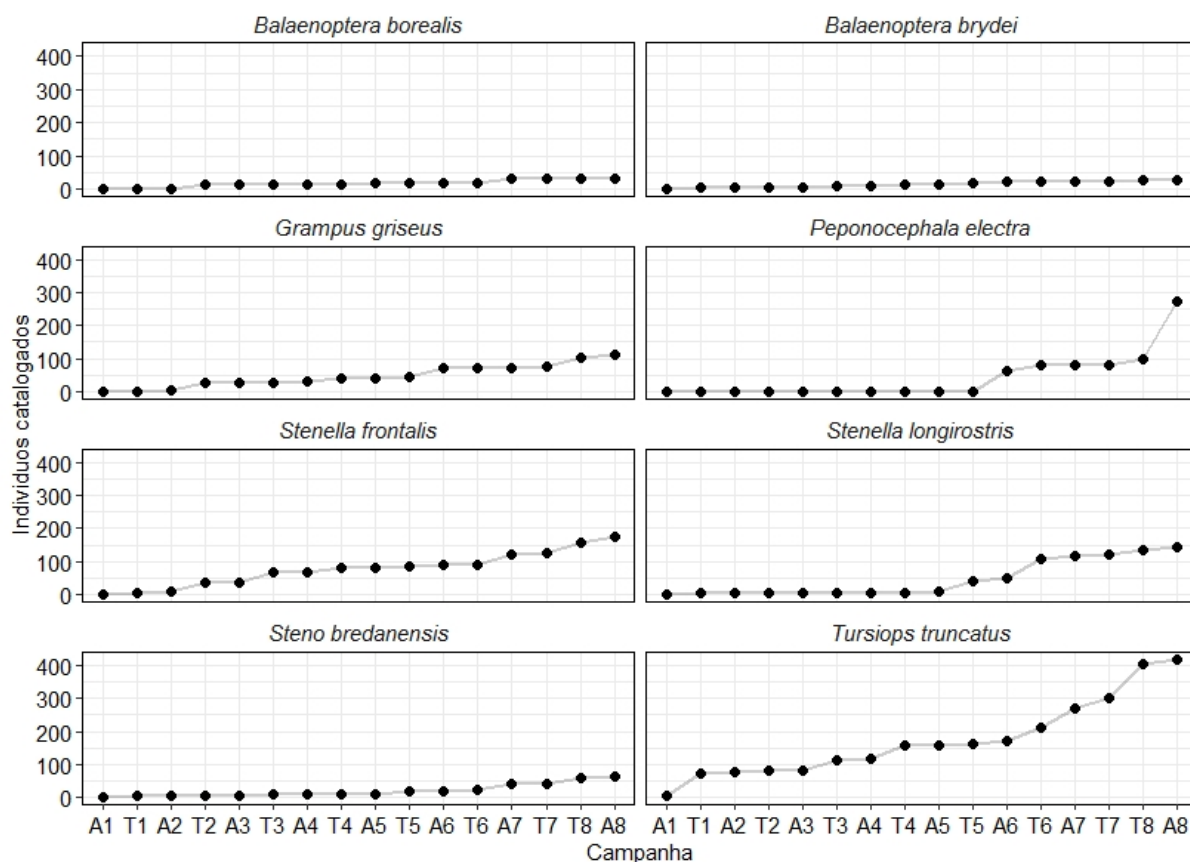 Balaenoptera borealis
Balaenoptera brydei
400
300
200
100
0
Grampus griseus
Peponocephala electra
400
300
200
100
0
Stenella frontalis
Stenella longirostris
400
300
200
100
0
Steno bredanensis
Tursiops truncatus
400
300
200
100
0
Individuos catalogados
A1 T1 A2 T2 A3 T3 A4 T4 A5 T5 A6 T6 A7 T7 T8 A8
A1 T1 A2 T2 A3 T3 A4 T4 A5 T5 A6 T6 A7 T7 T8 A8
Campanha